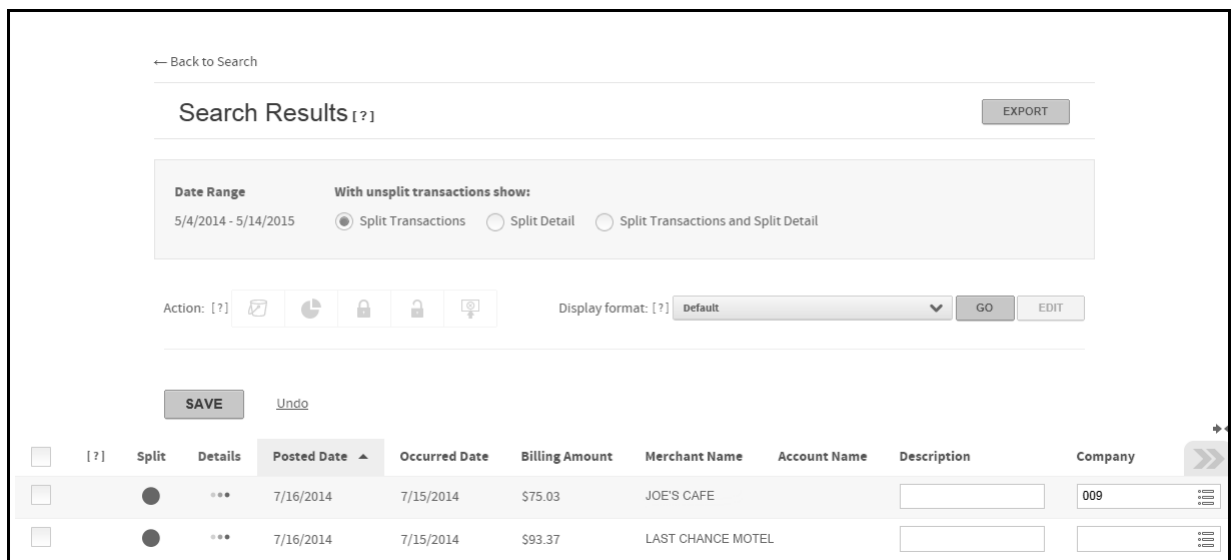 ← Back to Search
Search Results [?]
EXPORT
Date Range With unsplit transactions show:
5/4/2014 - 5/14/2015 Split Transactions Split Detail Split Transactions and Split Detail
Action: [?] Display format: [?] Default GO EDIT
SAVE Undo
[?] Split Details Posted Date ▲ Occurred Date Billing Amount Merchant Name Account Name Description Company
7/16/2014 7/15/2014 $75.03 JOE'S CAFE 009
7/16/2014 7/15/2014 $93.37 LAST CHANCE MOTEL